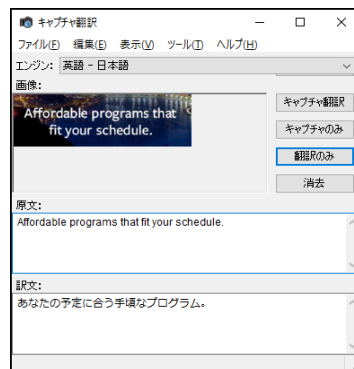 キャプチャ翻訳
ファイル(F) 編集(E) 表示(V) ツール(T) ヘルプ(H)
エンジン: 英語 - 日本語
画像:
Affordable programs that
fit your schedule.
キャプチャ翻訳
キャプチャのみ
翻訳のみ
消去
原文:
Affordable programs that fit your schedule.
訳文:
あなたの予定に合う手頃なプログラム。